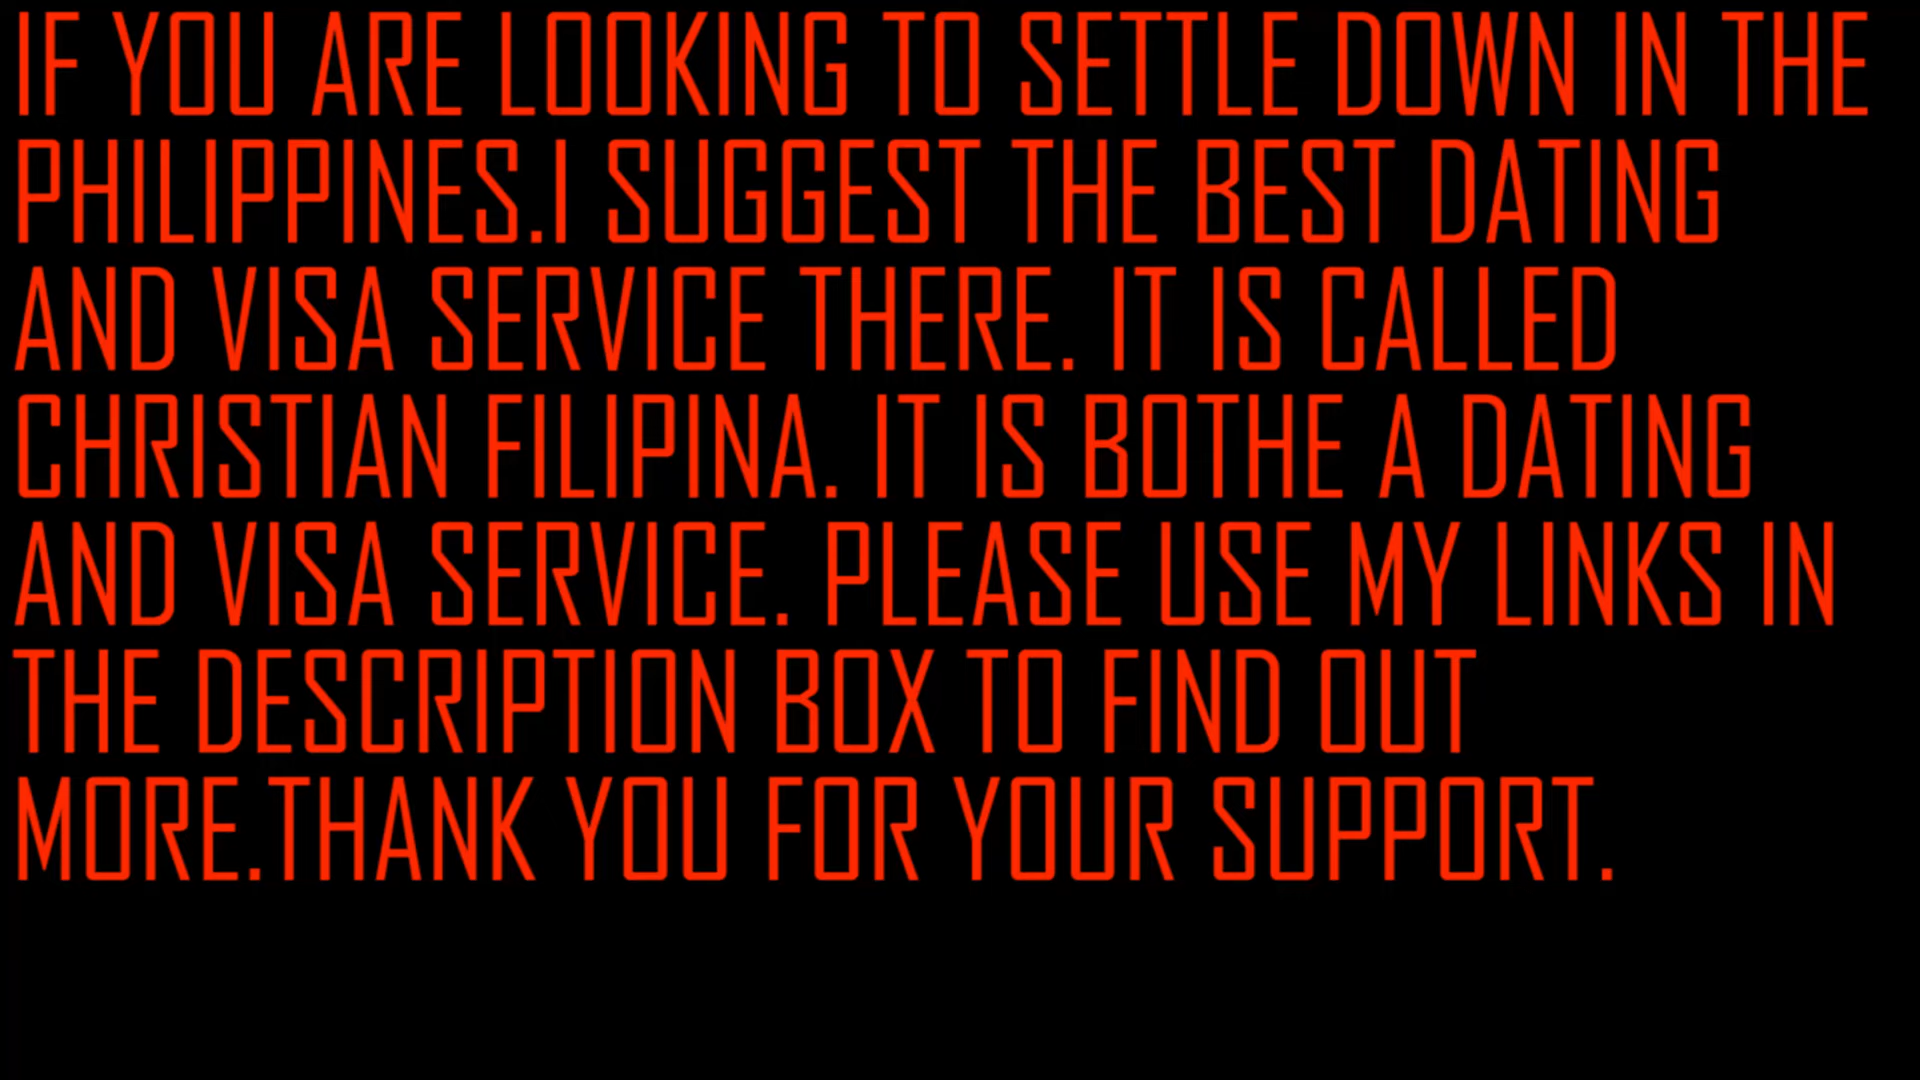 IF YOU ARE LOOKING TO SETTLE DOWN IN THE
PHILIPPINES.I SUGGEST THE BEST DATING
AND VISA SERVICE THERE. IT IS CALLED
CHRISTIAN FILIPINA. IT IS BOTHE A DATING
AND VISA SERVICE. PLEASE USE MY LINKS IN
THE DESCRIPTION BOX TO FIND OUT
MORE.THANK YOU FOR YOUR SUPPORT.